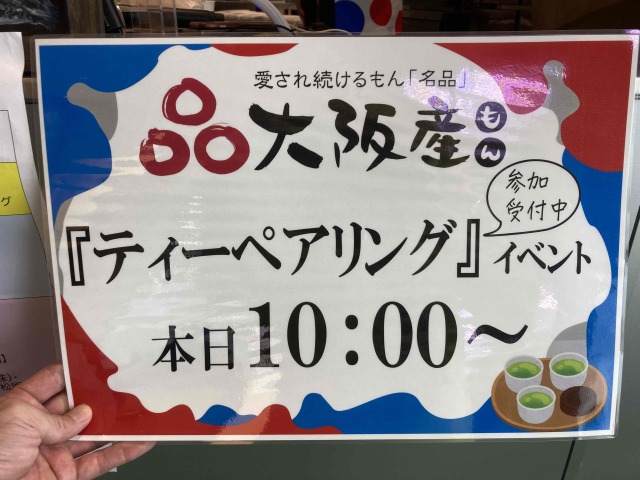 愛され続けるもん「名品」
大阪産もん
参加
受付中
『ティーペアリング』イベント
本日10:00～
グ